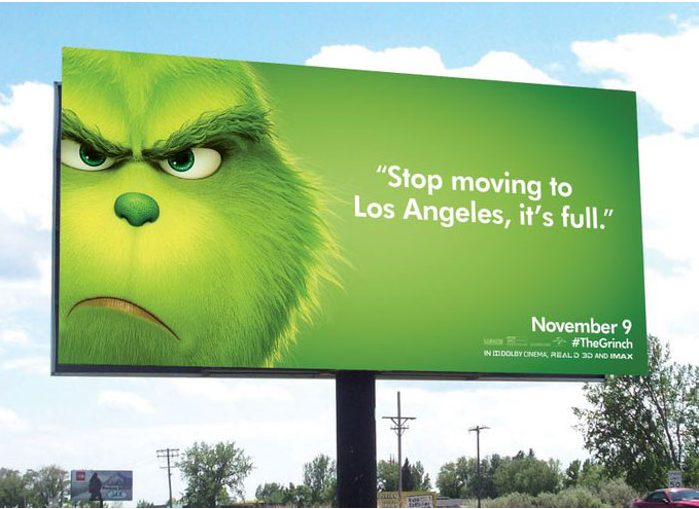 “Stop moving to
Los Angeles, it’s full.”
November 9
#TheGrinch
IN DOLBY CINEMA, REAL D 3D AND IMAX